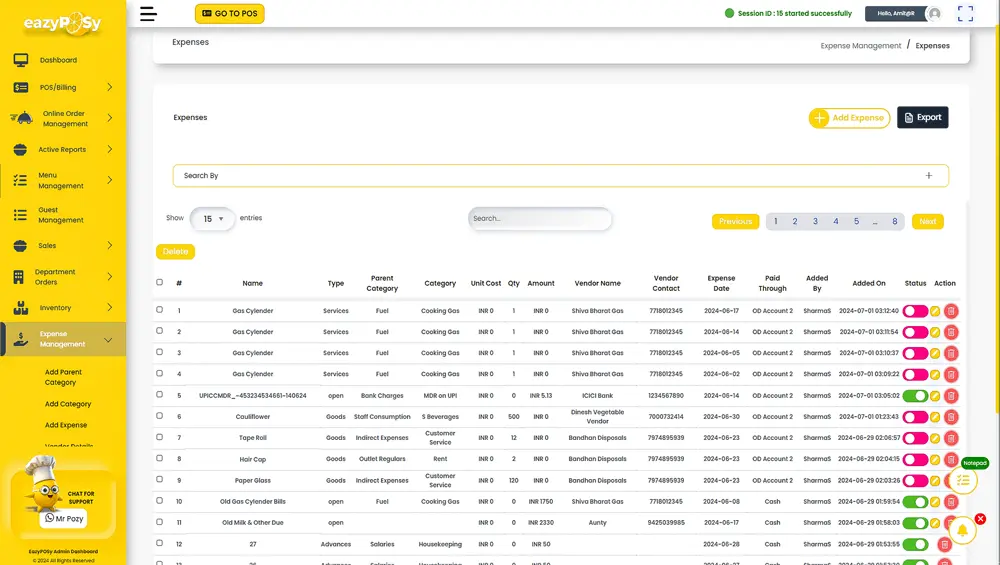 eazyPOSy
GO TO POS
Session ID : 15 started successfully
Hello, Amit@R
Dashboard
POS/Billing
Online Order
Management
Active Reports
Menu
Management
Guest
Management
Sales
Department
Orders
Inventory
Expense
Management
Add Parent
Category
Add Category
Add Expense
Vendor Details
CHAT FOR
SUPPORT
Mr Pozy
EazyPOSy Admin Dashboard
© 2024 All Rights Reserved
Expenses
Expense Management / Expenses
Expenses
Add Expense
Export
Search By +
Show 15 entries
Search...
Previous 1 2 3 4 5 ... 8 Next
Delete
# Name Type Parent Category Category Unit Cost Qty Amount Vendor Name Vendor Contact Expense Date Paid Through Added By Added On Status Action
1 Gas Cylender Services Fuel Cooking Gas INR 0 1 INR 0 Shiva Bharat Gas 7718012345 2024-06-17 OD Account 2 SharmaS 2024-07-01 03:12:40
2 Gas Cylender Services Fuel Cooking Gas INR 0 1 INR 0 Shiva Bharat Gas 7718012345 2024-06-14 OD Account 2 SharmaS 2024-07-01 03:11:54
3 Gas Cylender Services Fuel Cooking Gas INR 0 1 INR 0 Shiva Bharat Gas 7718012345 2024-06-05 OD Account 2 SharmaS 2024-07-01 03:10:37
4 Gas Cylender Services Fuel Cooking Gas INR 0 1 INR 0 Shiva Bharat Gas 7718012345 2024-06-02 OD Account 2 SharmaS 2024-07-01 03:09:22
5 UPICCMDR_-453234534661-140624 open Bank Charges MDR on UPI INR 0 0 INR 5.13 ICICI Bank 1234567890 2024-06-14 OD Account 2 SharmaS 2024-07-01 03:05:02
6 Cauliflower Goods Staff Consumption S Beverages INR 0 500 INR 0 Dinesh Vegetable Vendor 7000732414 2024-06-30 OD Account 2 SharmaS 2024-07-01 01:23:43
7 Tape Roll Goods Indirect Expenses Customer Service INR 0 12 INR 0 Bandhan Disposals 7974895939 2024-06-23 OD Account 2 SharmaS 2024-06-29 02:06:57
8 Hair Cap Goods Outlet Regulars Rent INR 0 2 INR 0 Bandhan Disposals 7974895939 2024-06-23 OD Account 2 SharmaS 2024-06-29 02:04:15
9 Paper Glass Goods Indirect Expenses Customer Service INR 0 120 INR 0 Bandhan Disposals 7974895939 2024-06-23 OD Account 2 SharmaS 2024-06-29 02:03:26
10 Old Gas Cylender Bills open Fuel Cooking Gas INR 0 0 INR 1750 Shiva Bharat Gas 7718012345 2024-06-08 Cash SharmaS 2024-06-29 01:59:54
11 Old Milk & Other Due open INR 0 0 INR 2330 Aunty 9425039985 2024-06-17 Cash SharmaS 2024-06-29 01:58:03
12 27 Advances Salaries Housekeeping INR 0 0 INR 50 2024-06-28 Cash SharmaS 2024-06-29 01:53:55
Notepad